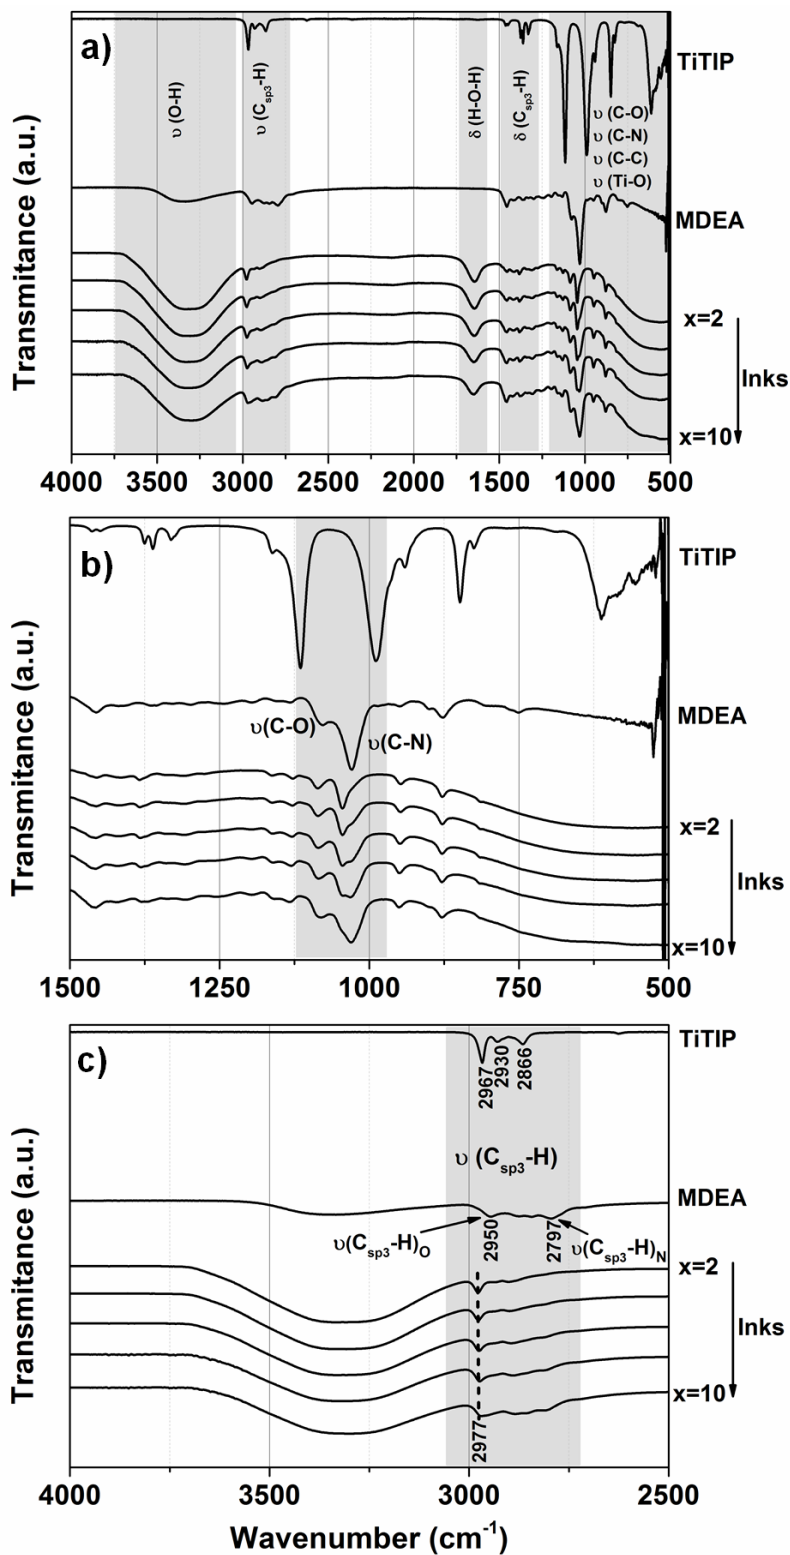 a)
TiTIP
υ (O-H)
υ (Csp3-H)
δ (H-O-H)
δ (Csp3-H)
υ (C-O)
υ (C-N)
υ (C-C)
υ (Ti-O)
MDEA
x=2
Inks
x=10
Transmitance (a.u.)
4000 3500 3000 2500 2000 1500 1000 500
b)
TiTIP
MDEA
υ(C-O)
υ(C-N)
x=2
Inks
x=10
Transmitance (a.u.)
1500 1250 1000 750 500
c)
TiTIP
2967
2930
2866
υ (Csp3-H)
MDEA
υ(Csp3-H)O
2950
2797
υ(Csp3-H)N
x=2
Inks
x=10
2977
Transmitance (a.u.)
4000 3500 3000 2500
Wavenumber (cm-1)